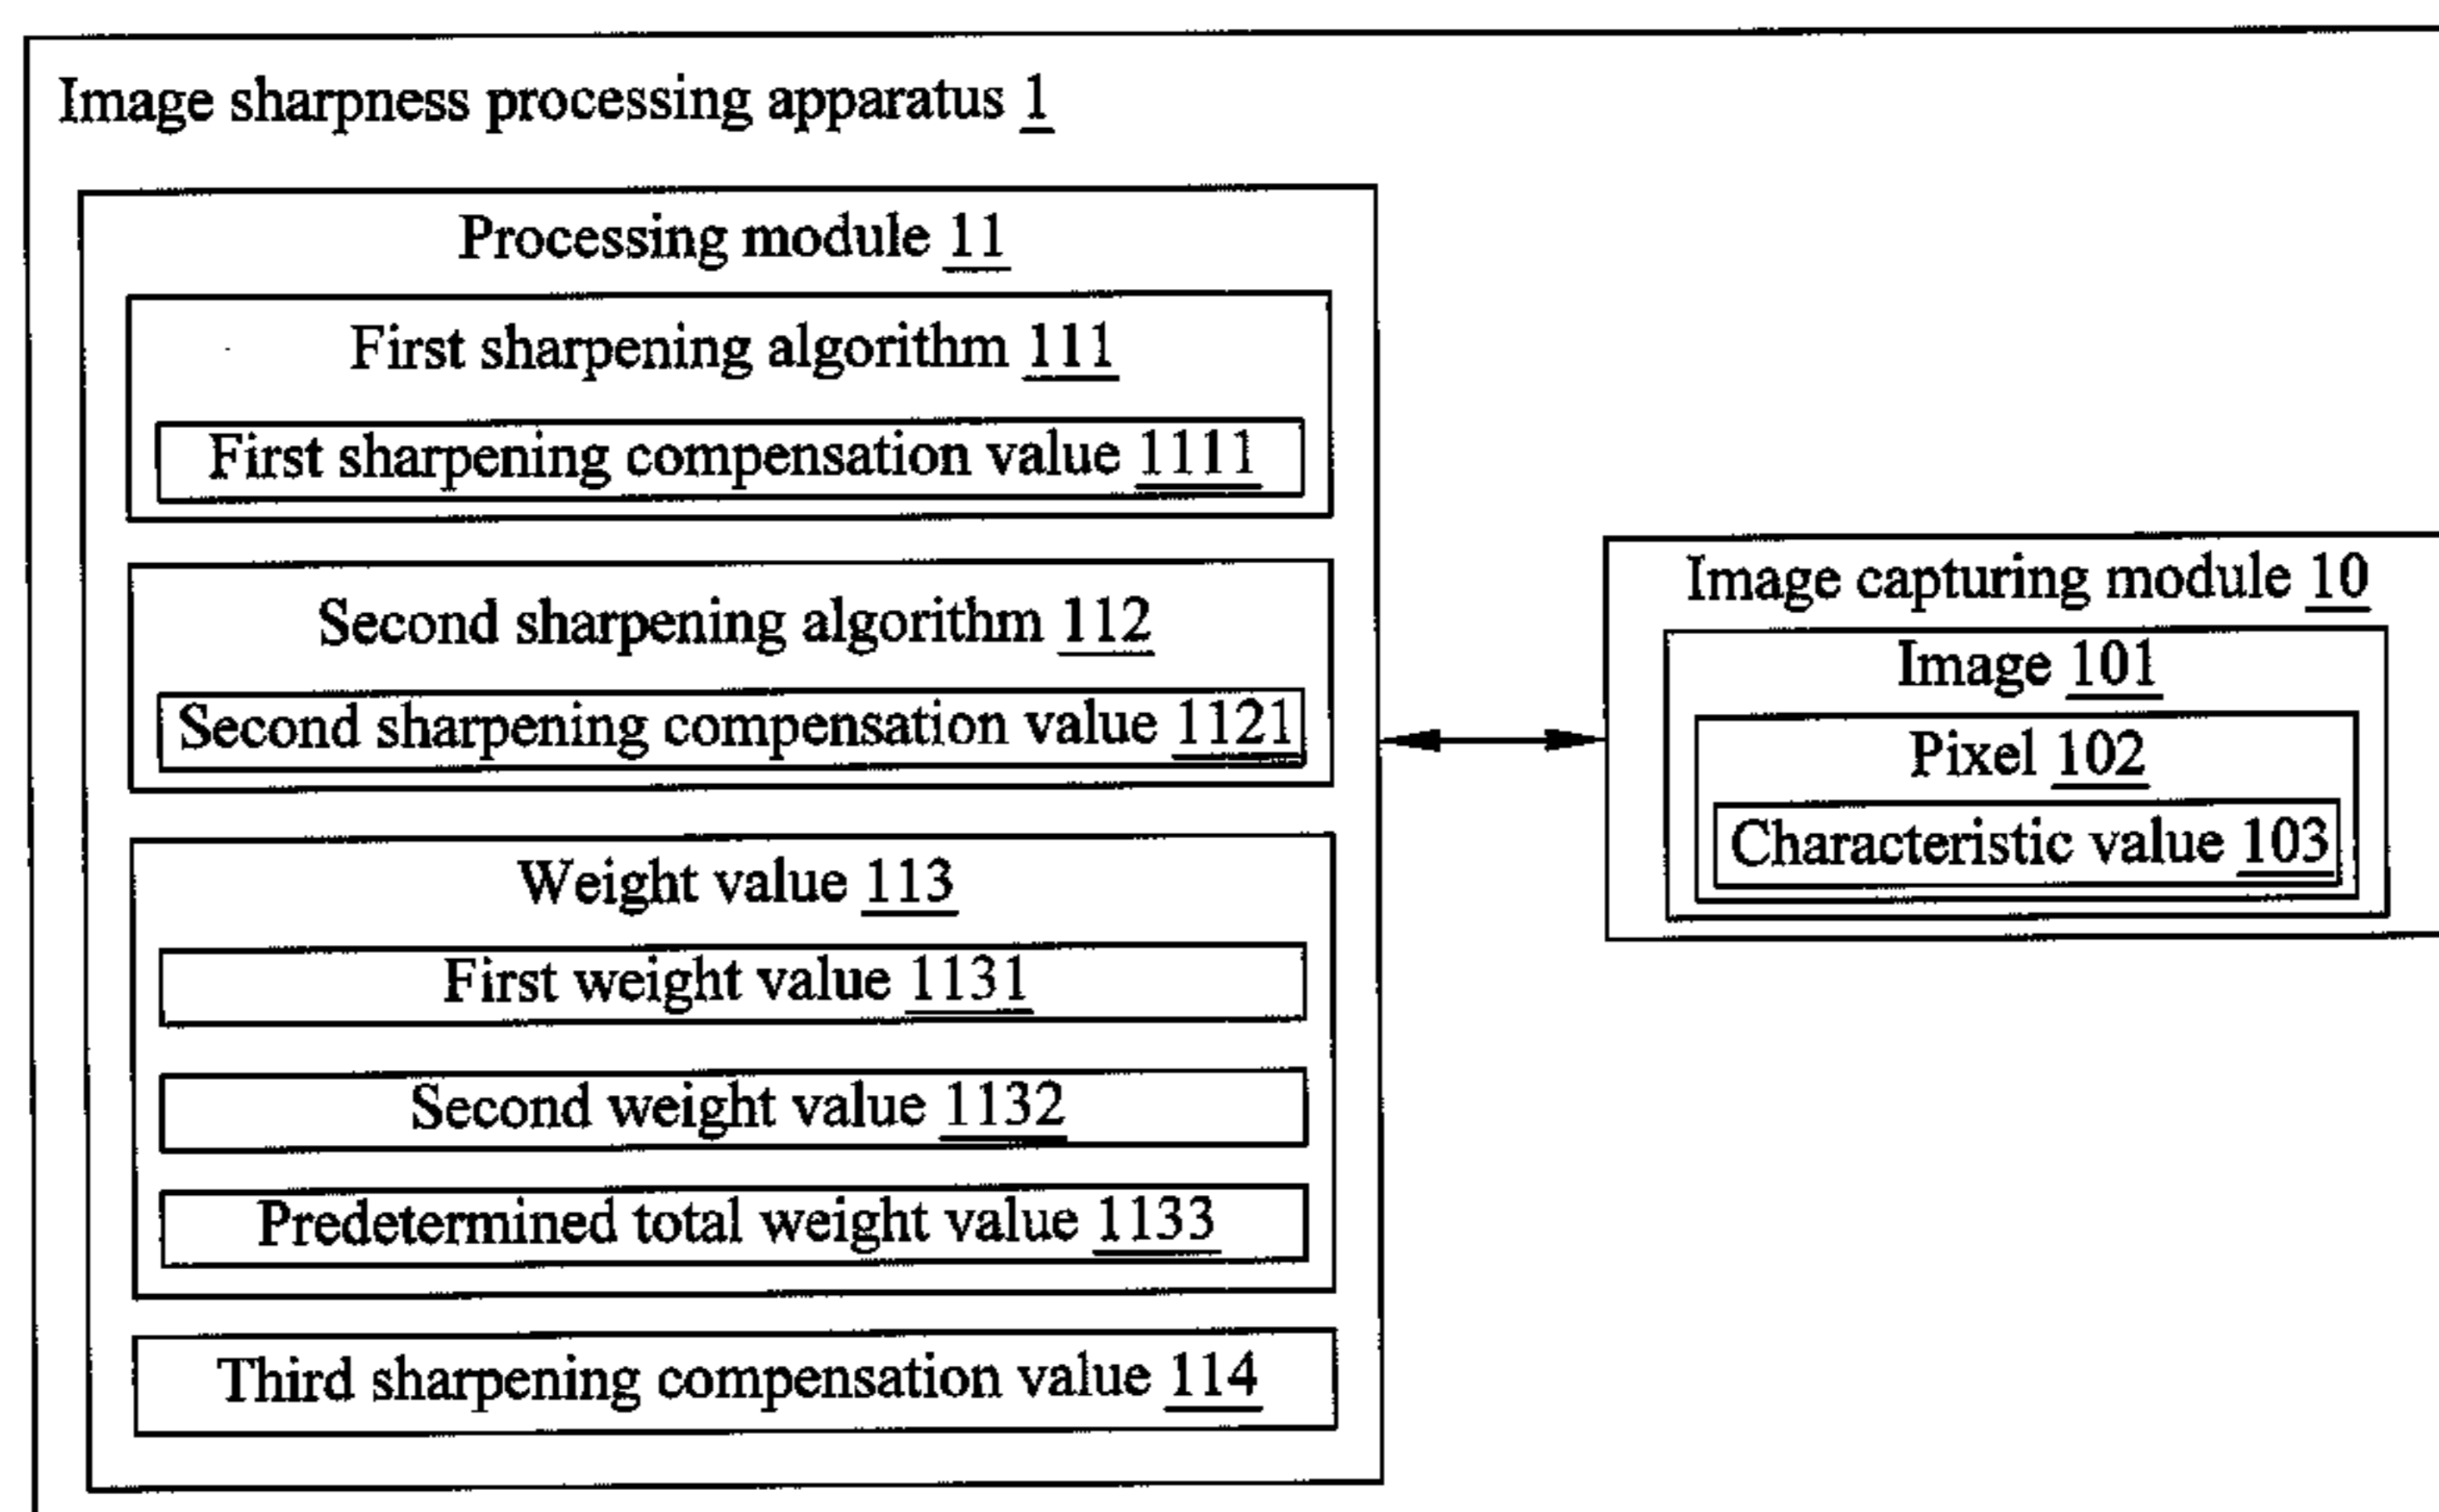 Image sharpness processing apparatus 1
Processing module 11
First sharpening algorithm 111
First sharpening compensation value 1111
Second sharpening algorithm 112
Second sharpening compensation value 1121
Weight value 113
First weight value 1131
Second weight value 1132
Predetermined total weight value 1133
Third sharpening compensation value 114
Image capturing module 10
Image 101
Pixel 102
Characteristic value 103